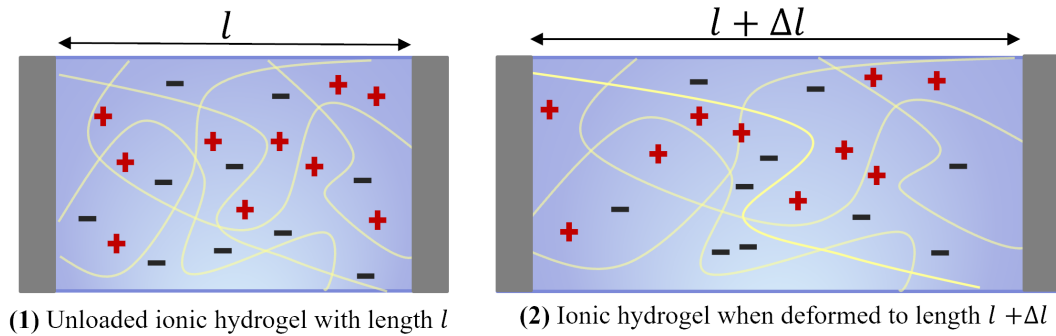 l
l + Δl
(1) Unloaded ionic hydrogel with length l
(2) Ionic hydrogel when deformed to length l +Δl